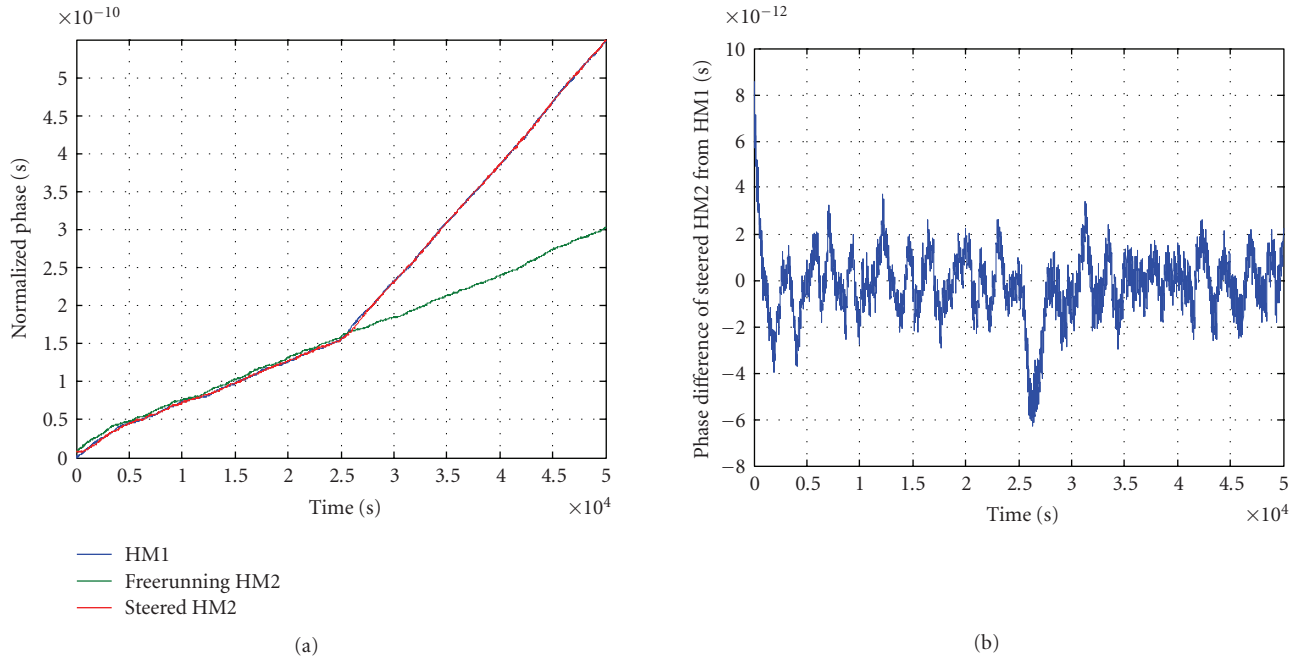 ×10−10
5
4.5
4
3.5
3
2.5
2
1.5
1
0.5
0
Normalized phase (s)
0 0.5 1 1.5 2 2.5 3 3.5 4 4.5 5
Time (s)
×104
HM1
Freerunning HM2
Steered HM2
(a)
×10−12
10
8
6
4
2
0
−2
−4
−6
−8
Phase difference of steered HM2 from HM1 (s)
0 0.5 1 1.5 2 2.5 3 3.5 4 4.5 5
Time (s)
×104
(b)